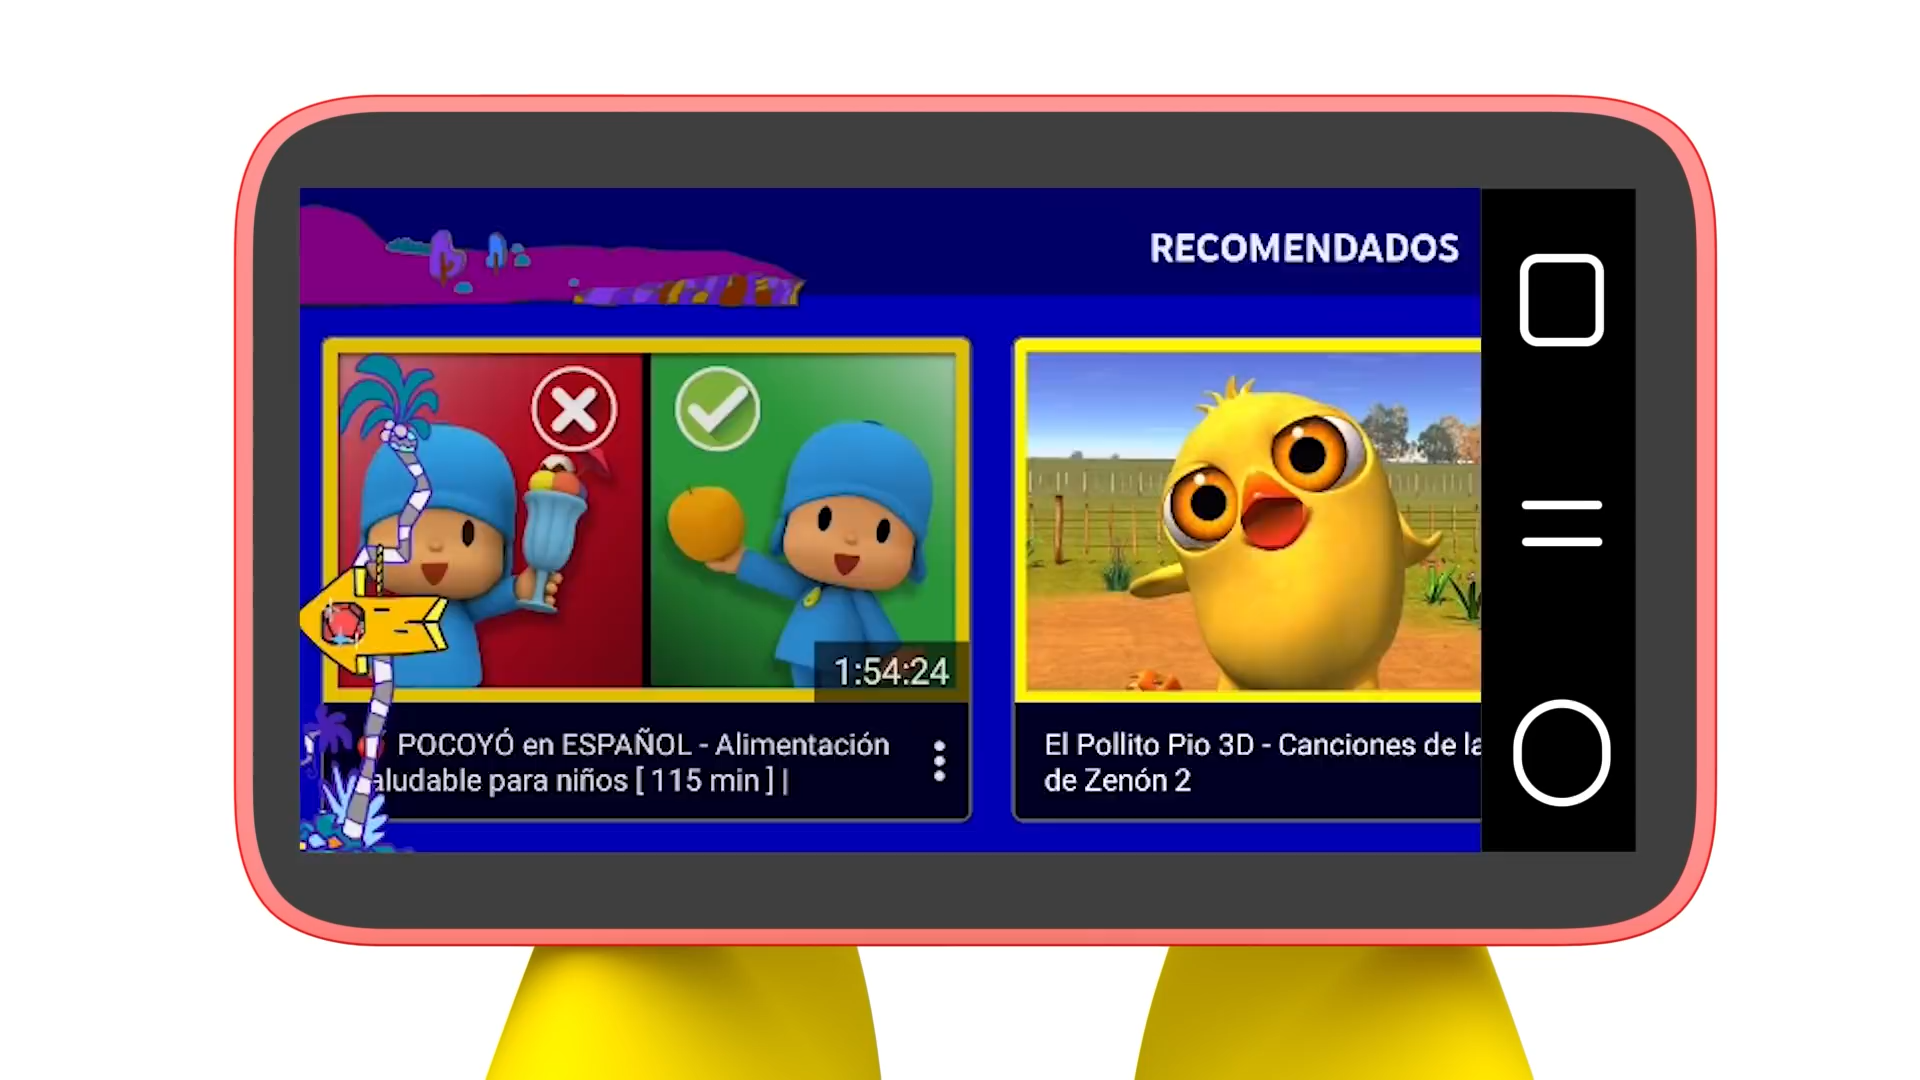 RECOMENDADOS
1:54:24
POCOYÓ en ESPAÑOL - Alimentación
aludable para niños [ 115 min ] |
El Pollito Pio 3D - Canciones de la
de Zenón 2